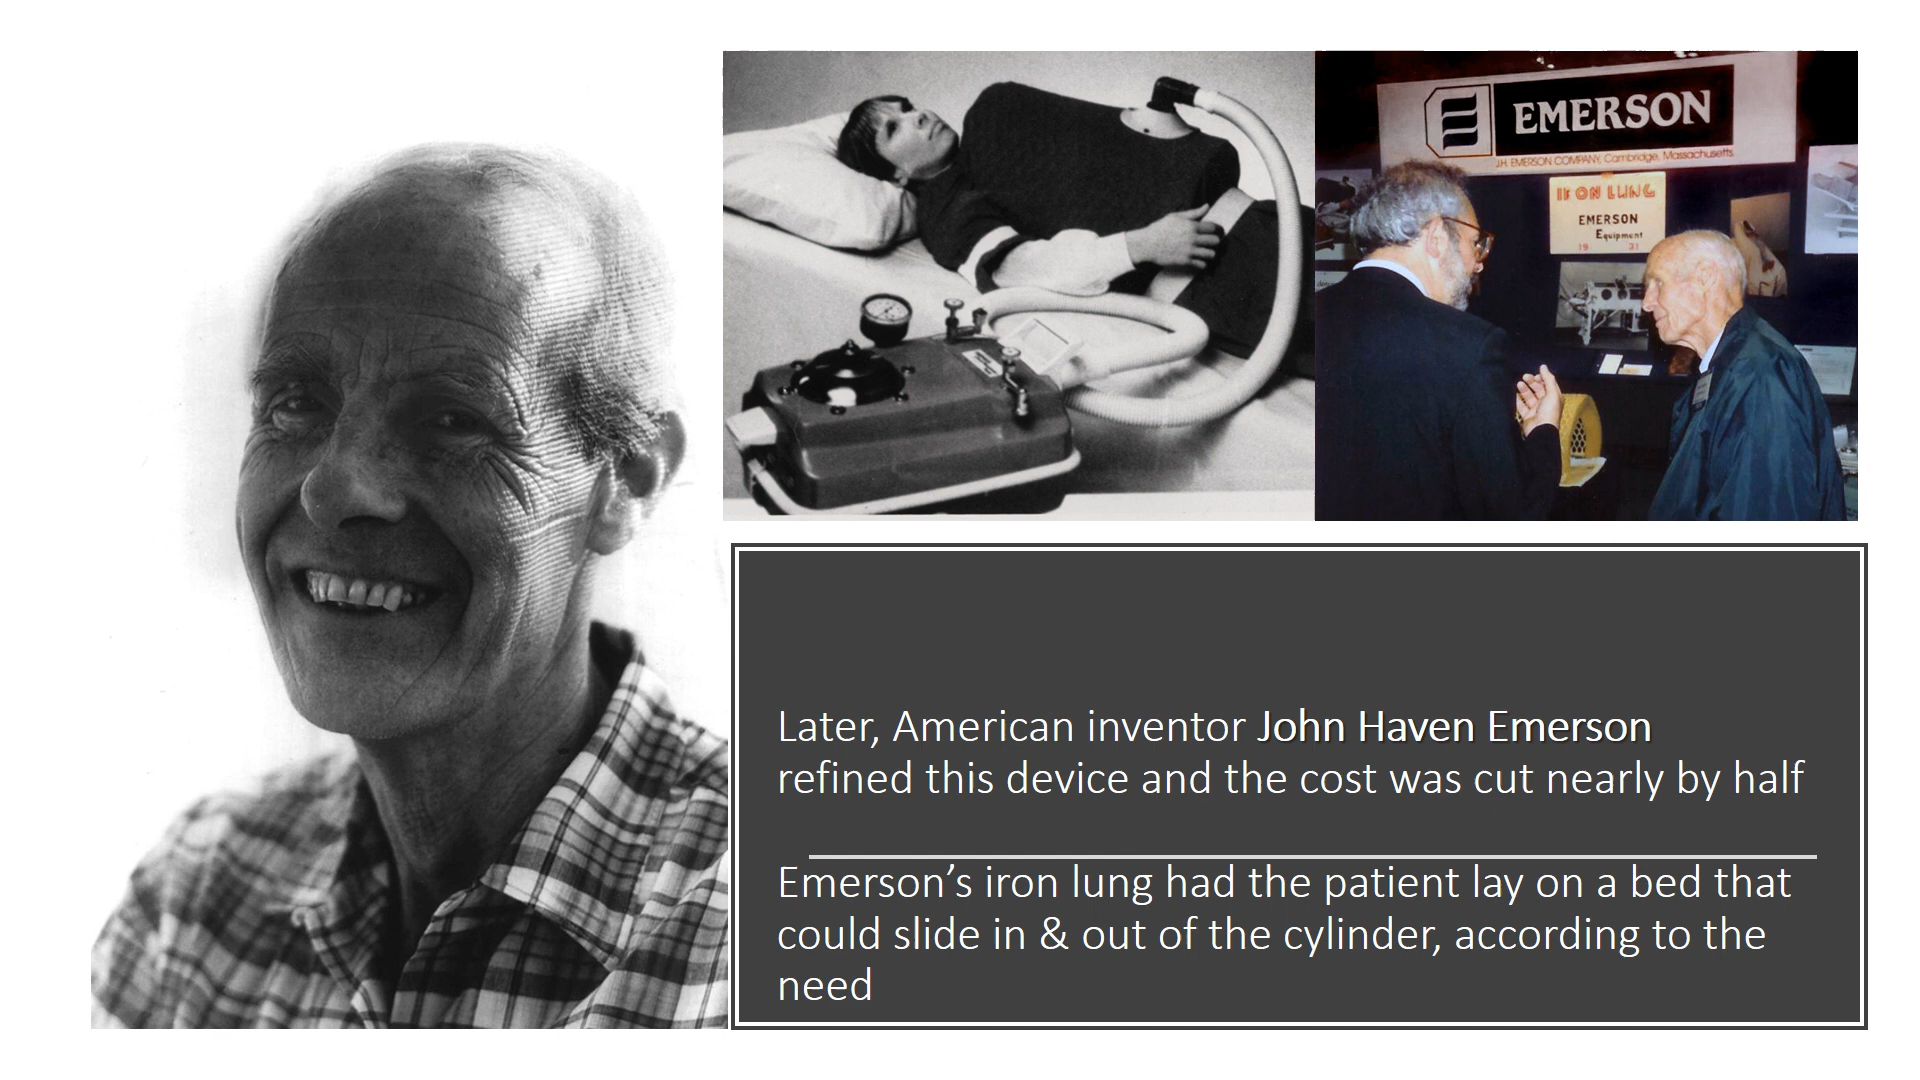 EMERSON
J.H. EMERSON COMPANY, Cambridge, Massachusetts
IRON LUNG
EMERSON
Equipment
19 31
Later, American inventor John Haven Emerson
refined this device and the cost was cut nearly by half
Emerson’s iron lung had the patient lay on a bed that
could slide in & out of the cylinder, according to the
need